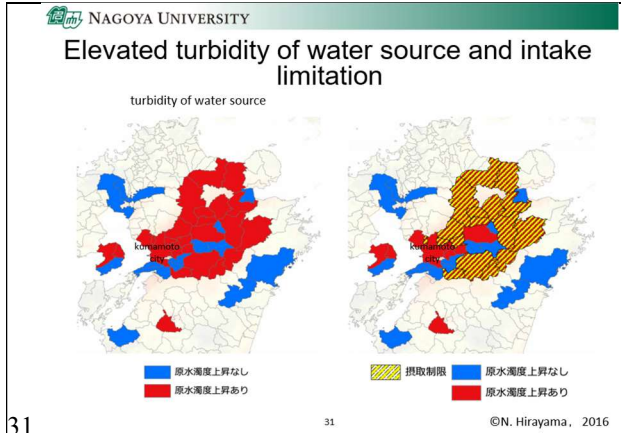 NAGOYA UNIVERSITY
Elevated turbidity of water source and intake
limitation
turbidity of water source
kumamoto
city
kumamoto
city
原水濁度上昇なし
原水濁度上昇あり
摂取制限
原水濁度上昇なし
原水濁度上昇あり
31
31
©N. Hirayama, 2016